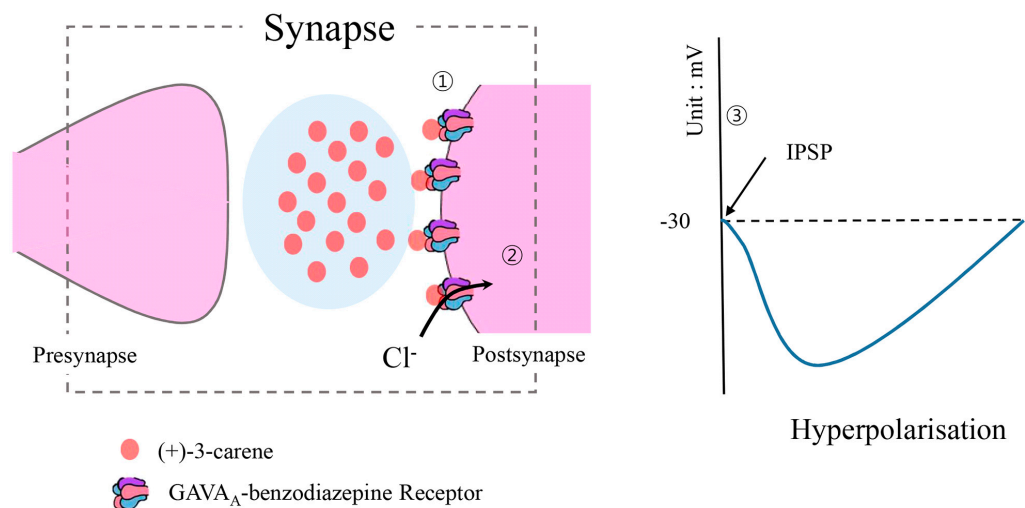 Synapse
①
②
Cl⁻
Presynapse
Postsynapse
(+)-3-carene
GAVAA-benzodiazepine Receptor
Unit : mV
③
IPSP
-30
Hyperpolarisation